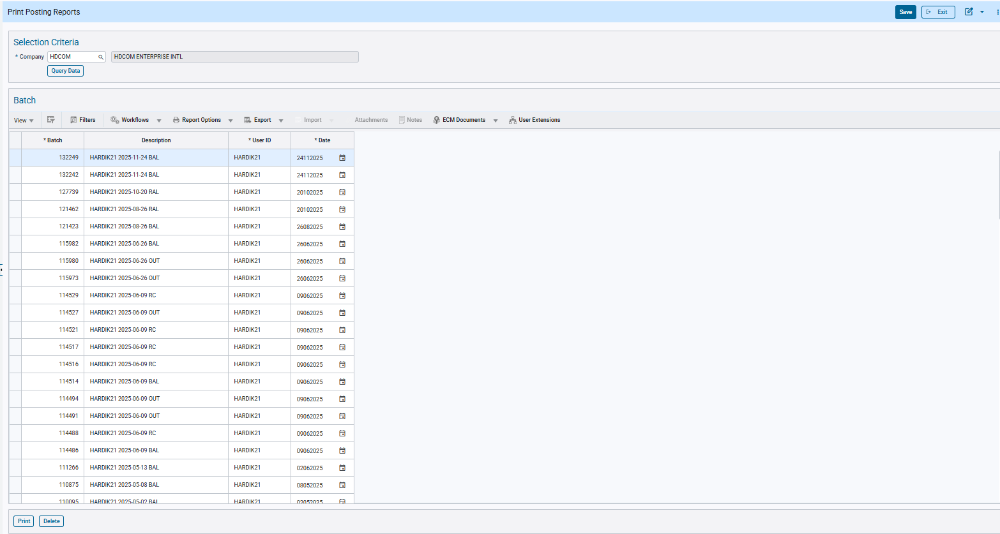 Print Posting Reports Save Exit
Selection Criteria
* Company HDCOM HDCOM ENTERPRISE INTL
Query Data
Batch
View Filters Workflows Report Options Export Import Attachments Notes ECM Documents User Extensions
* Batch Description * User ID * Date
132249 HARDIK21 2025-11-24 BAL HARDIK21 24112025
132242 HARDIK21 2025-11-24 BAL HARDIK21 24112025
127739 HARDIK21 2025-10-20 RAL HARDIK21 20102025
121462 HARDIK21 2025-08-26 RAL HARDIK21 20102025
121423 HARDIK21 2025-08-26 BAL HARDIK21 26082025
115982 HARDIK21 2025-06-26 BAL HARDIK21 26062025
115980 HARDIK21 2025-06-26 OUT HARDIK21 26062025
115973 HARDIK21 2025-06-26 OUT HARDIK21 26062025
114529 HARDIK21 2025-06-09 RC HARDIK21 09062025
114527 HARDIK21 2025-06-09 OUT HARDIK21 09062025
114521 HARDIK21 2025-06-09 RC HARDIK21 09062025
114517 HARDIK21 2025-06-09 RC HARDIK21 09062025
114516 HARDIK21 2025-06-09 RC HARDIK21 09062025
114514 HARDIK21 2025-06-09 BAL HARDIK21 09062025
114494 HARDIK21 2025-06-09 OUT HARDIK21 09062025
114491 HARDIK21 2025-06-09 OUT HARDIK21 09062025
114488 HARDIK21 2025-06-09 RC HARDIK21 09062025
114486 HARDIK21 2025-06-09 BAL HARDIK21 09062025
111266 HARDIK21 2025-05-13 BAL HARDIK21 02062025
110875 HARDIK21 2025-05-08 BAL HARDIK21 08052025
110095 HARDIK21 2025-05-02 BAL HARDIK21 02052025
Print Delete